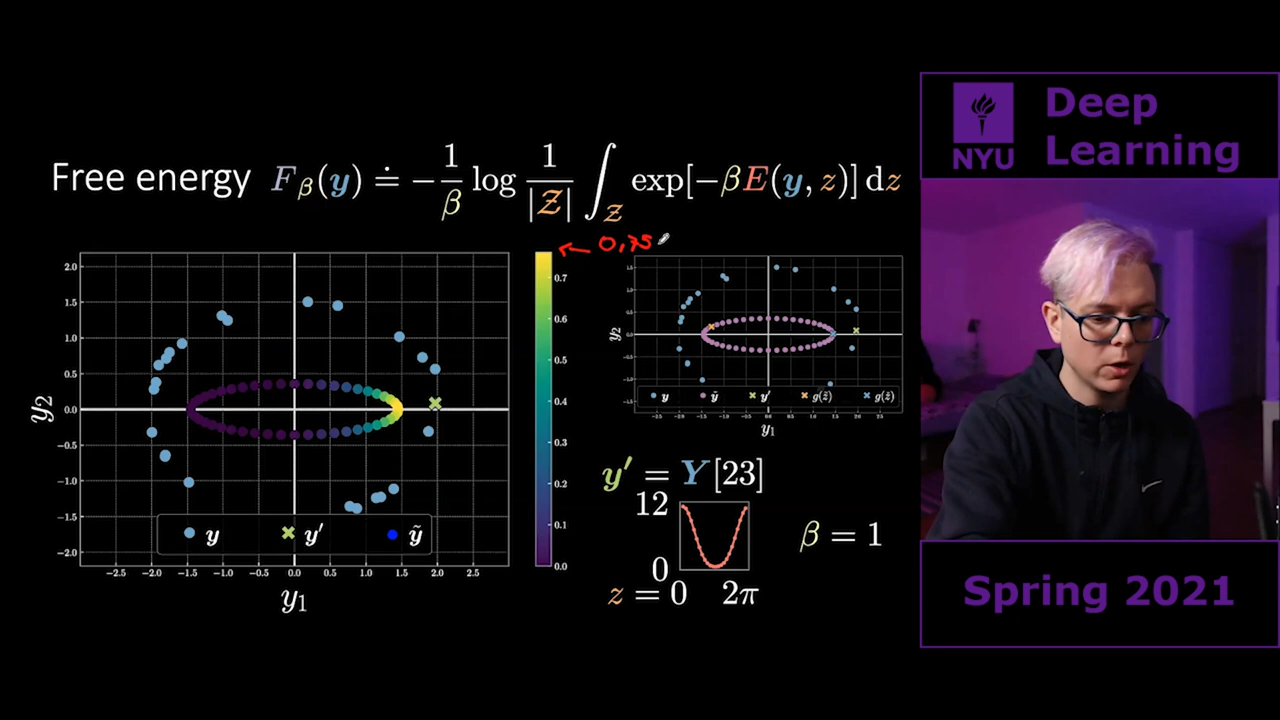 Free energy F_β(y) ≐ −1/β log 1/|Z| ∫_Z exp[−βE(y, z)] dz
← 0,75
2.0
1.5
1.0
0.5
0.0
−0.5
−1.0
−1.5
−2.0
y₂
−2.5 −2.0 −1.5 −1.0 −0.5 0.0 0.5 1.0 1.5 2.0 2.5
y₁
y y′ ỹ
0.7
0.6
0.5
0.4
0.3
0.2
0.1
0.0
y₂
y ỹ y′
y₁
y′ = Y[23]
12
0
z = 0 2π
β = 1
NYU
Deep
Learning
Spring 2021